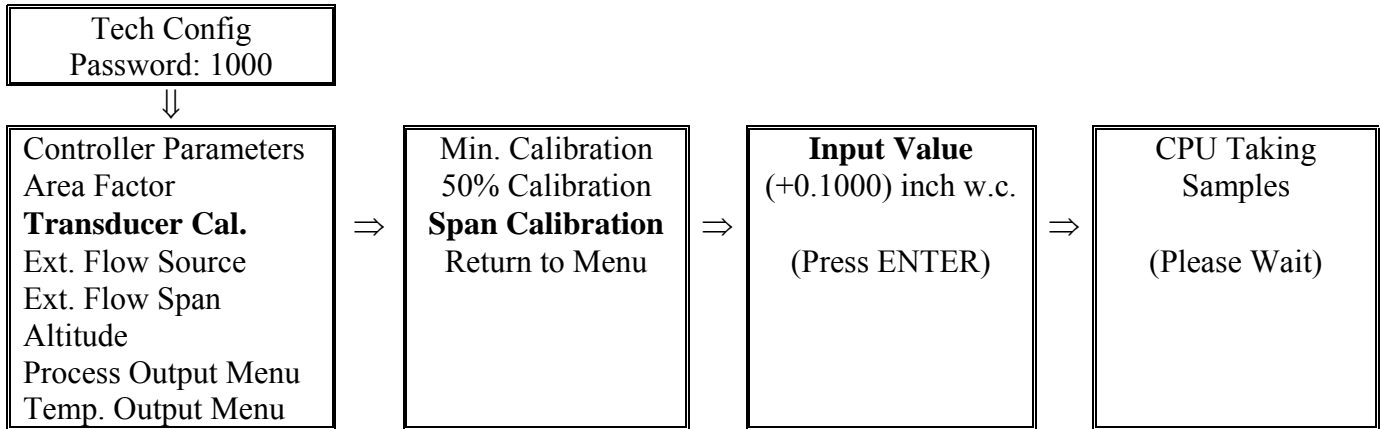 Tech Config
Password: 1000
⇓
Controller Parameters
Area Factor
Transducer Cal.
Ext. Flow Source
Ext. Flow Span
Altitude
Process Output Menu
Temp. Output Menu
⇒
Min. Calibration
50% Calibration
Span Calibration
Return to Menu
⇒
Input Value
(+0.1000) inch w.c.
(Press ENTER)
⇒
CPU Taking
Samples
(Please Wait)